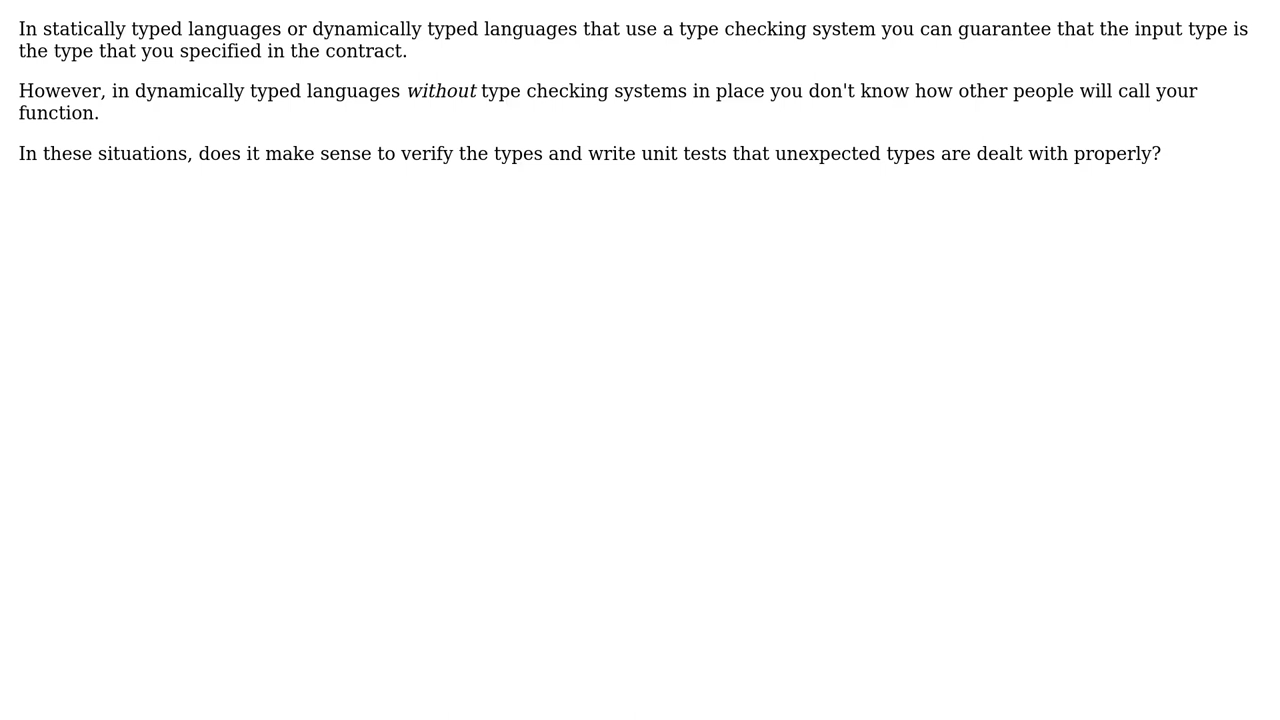 In statically typed languages or dynamically typed languages that use a type checking system you can guarantee that the input type is
the type that you specified in the contract.
However, in dynamically typed languages without type checking systems in place you don't know how other people will call your
function.
In these situations, does it make sense to verify the types and write unit tests that unexpected types are dealt with properly?